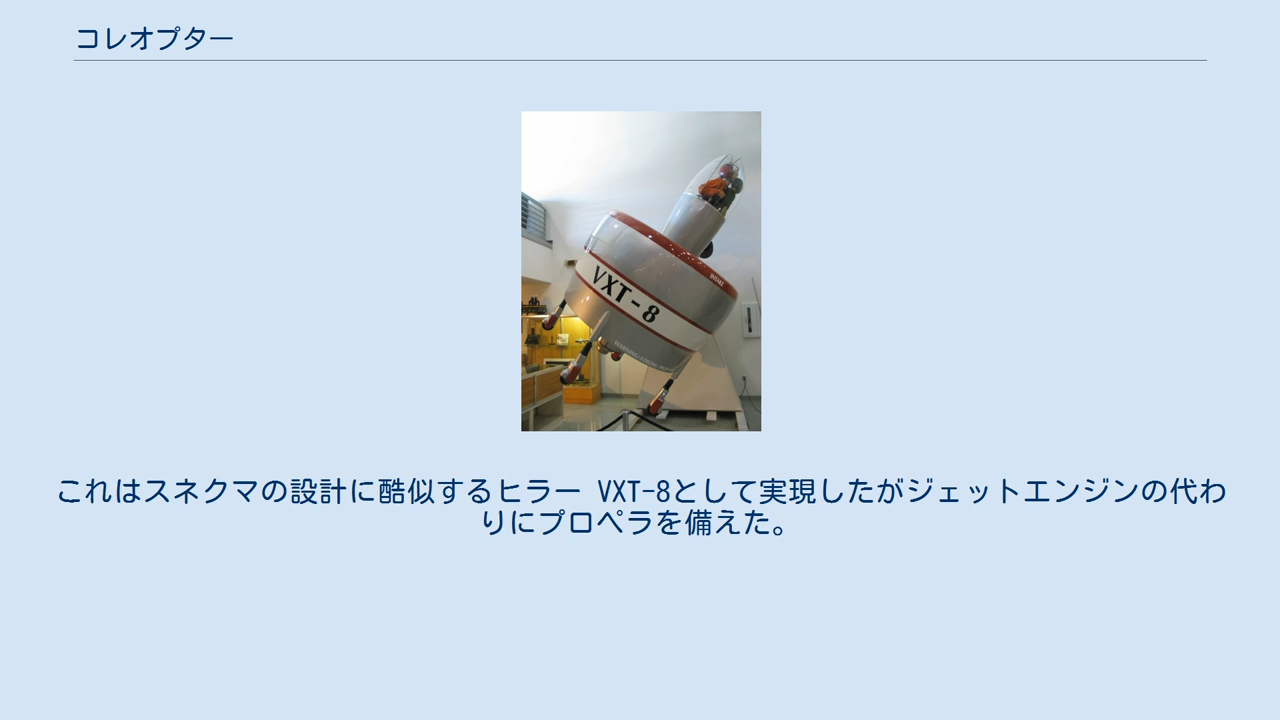 コレオプター
INTAKE
VXT-8
これはスネクマの設計に酷似するヒラー VXT-8として実現したがジェットエンジンの代わ
りにプロペラを備えた。